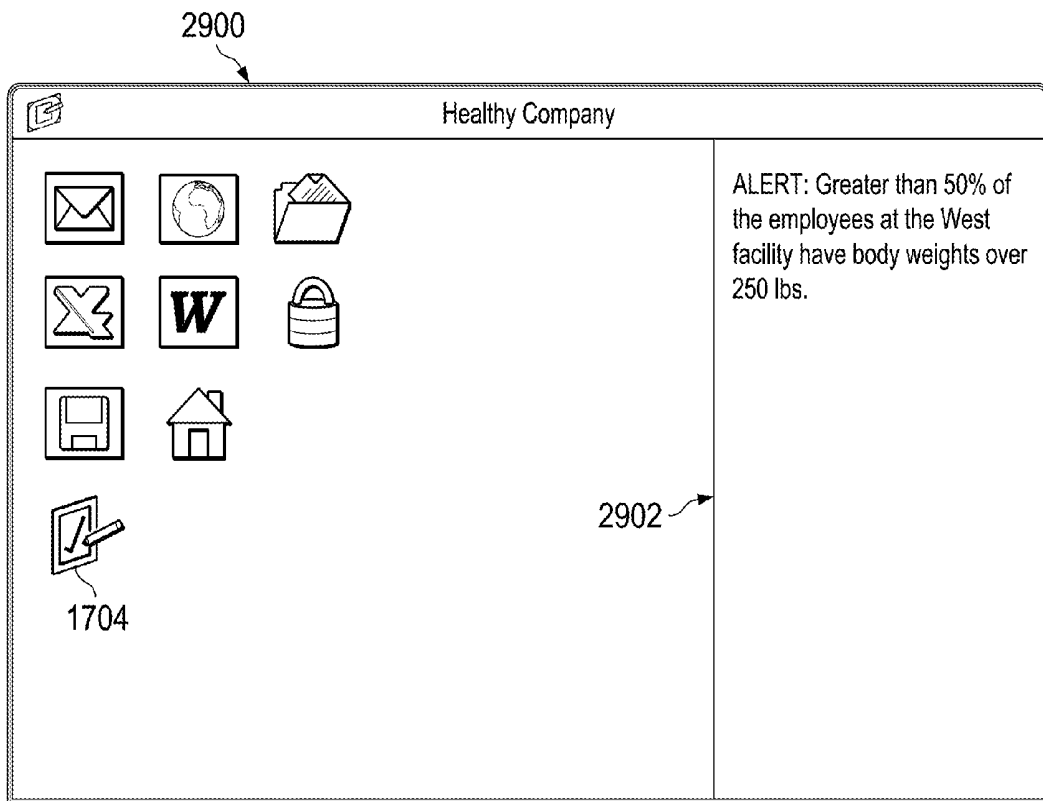 2900
Healthy Company
ALERT: Greater than 50% of
the employees at the West
facility have body weights over
250 lbs.
W
2902
1704